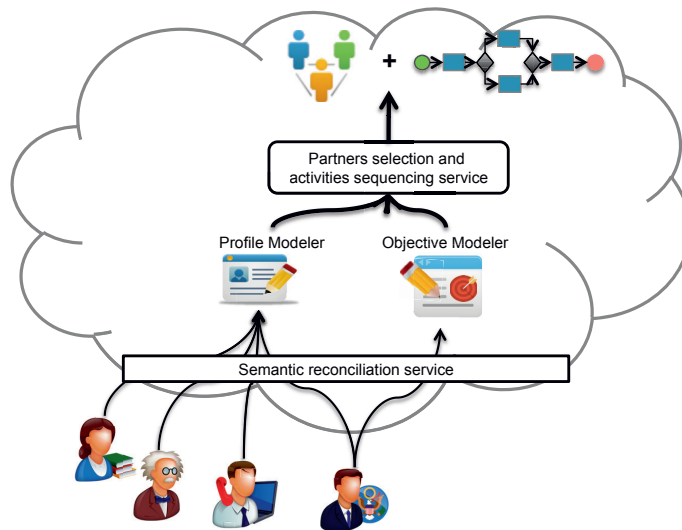 +
Partners selection and
activities sequencing service
Profile Modeler
Objective Modeler
Semantic reconciliation service